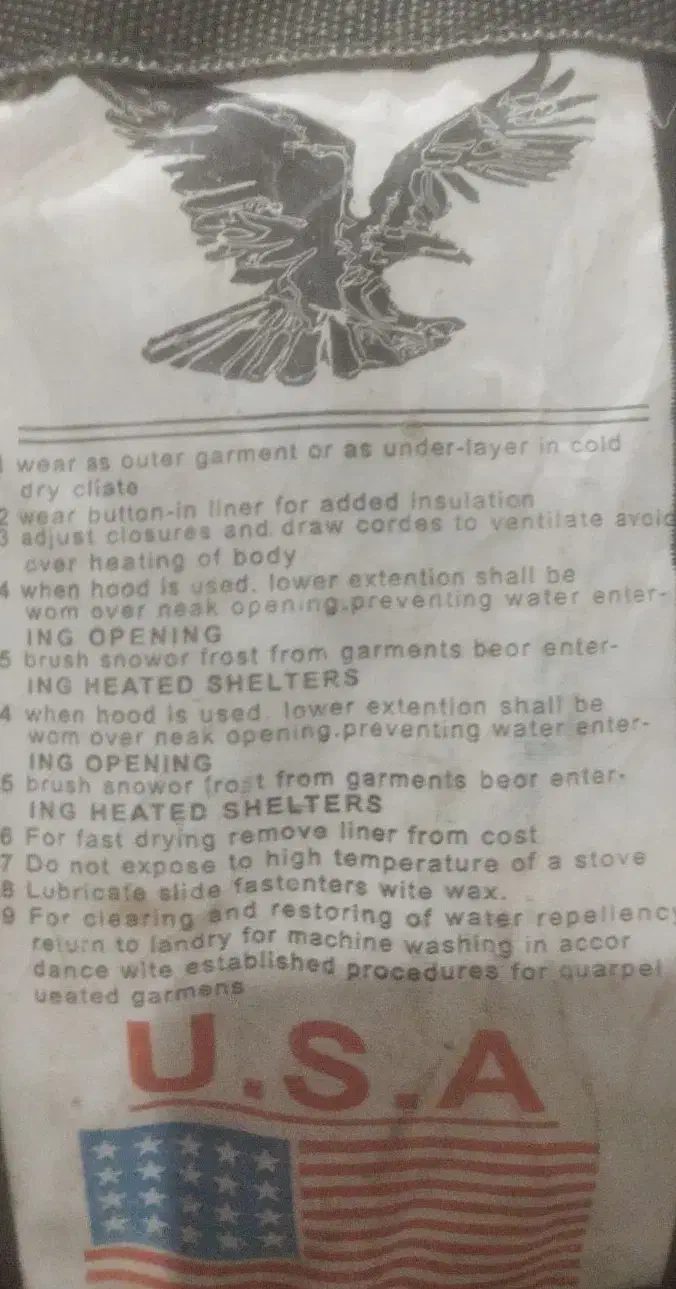 1 wear as outer garment or as under-layer in cold
dry cliate
2 wear button-in liner for added insulation
3 adjust closures and. draw cordes to ventilate avoid
over heating of body
4 when hood is used. lower extention shall be
wom over neak opening.preventing water enter-
ING OPENING
5 brush snowor frost from garments beor enter-
ING HEATED SHELTERS
4 when hood is used. lower extention shall be
wom over neak opening.preventing water enter-
ING OPENING
5 brush snowor frost from garments beor enter-
ING HEATED SHELTERS
6 For fast drying remove liner from cost
7 Do not expose to high temperature of a stove
8 Lubricate slide fastenters wite wax.
9 For clearing and restoring of water repellency
return to landry for machine washing in accor
dance wite established procedures for quarpel
ueated garmens
U.S.A